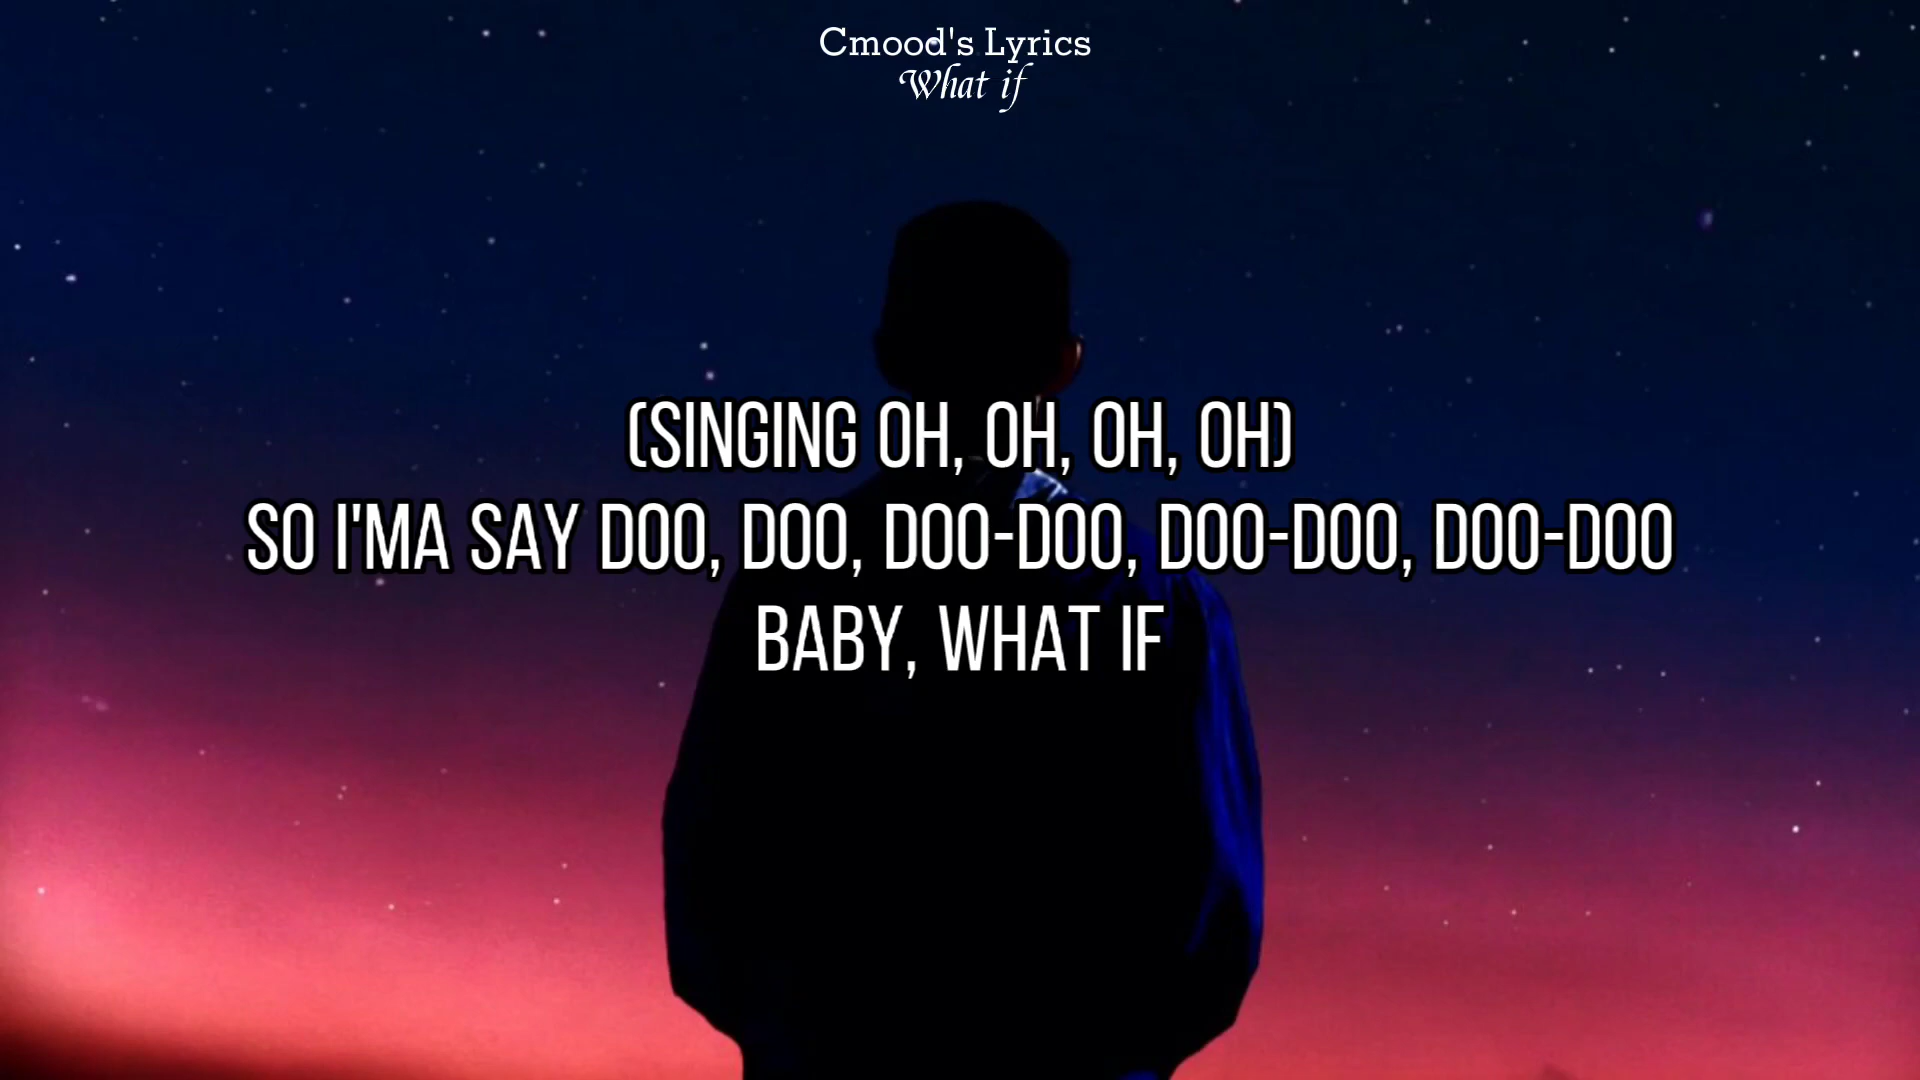 Cmood's Lyrics
What if
(SINGING OH, OH, OH, OH)
SO I'MA SAY DOO, DOO, DOO-DOO, DOO-DOO, DOO-DOO
BABY, WHAT IF